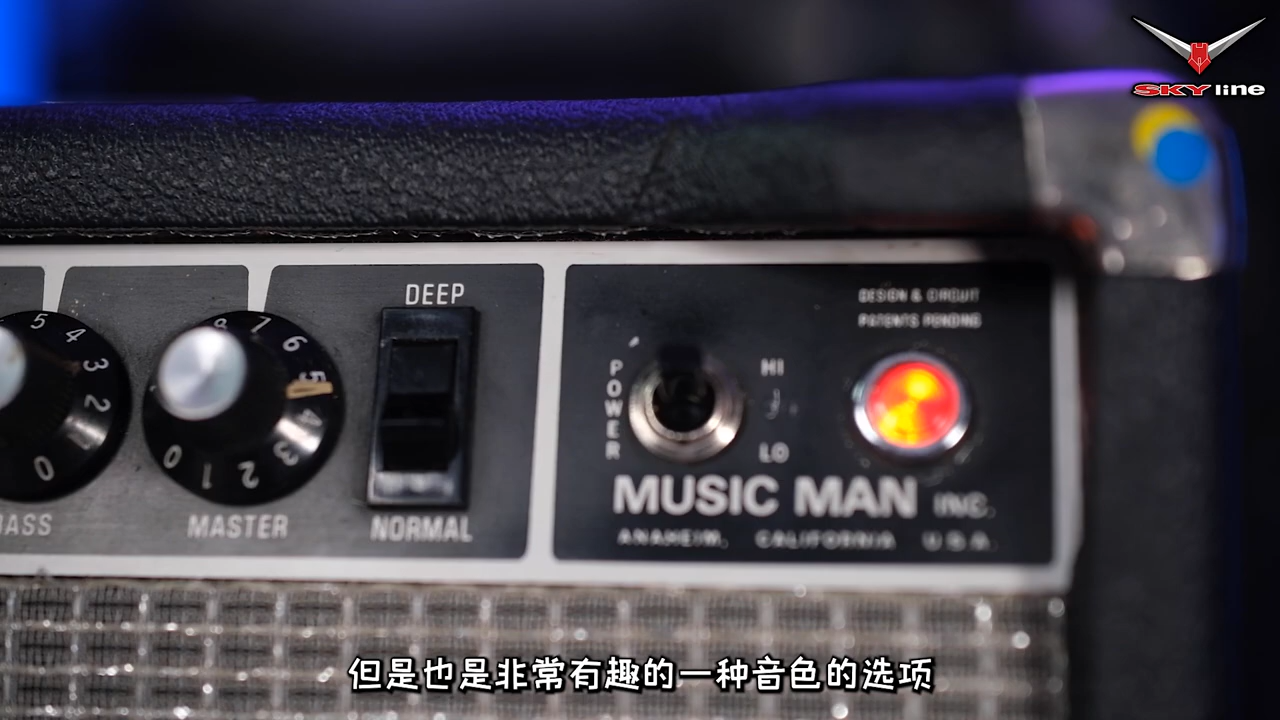 SKY line
DEEP
DESIGN & CIRCUIT
PATENTS PENDING
5 4 3 2 0
8 7 6 5 4 3 2 1 0
POWER
HI
LO
BASS
MASTER
NORMAL
MUSIC MAN INC.
ANAHEIM, CALIFORNIA U.S.A.
但是也是非常有趣的一种音色的选项